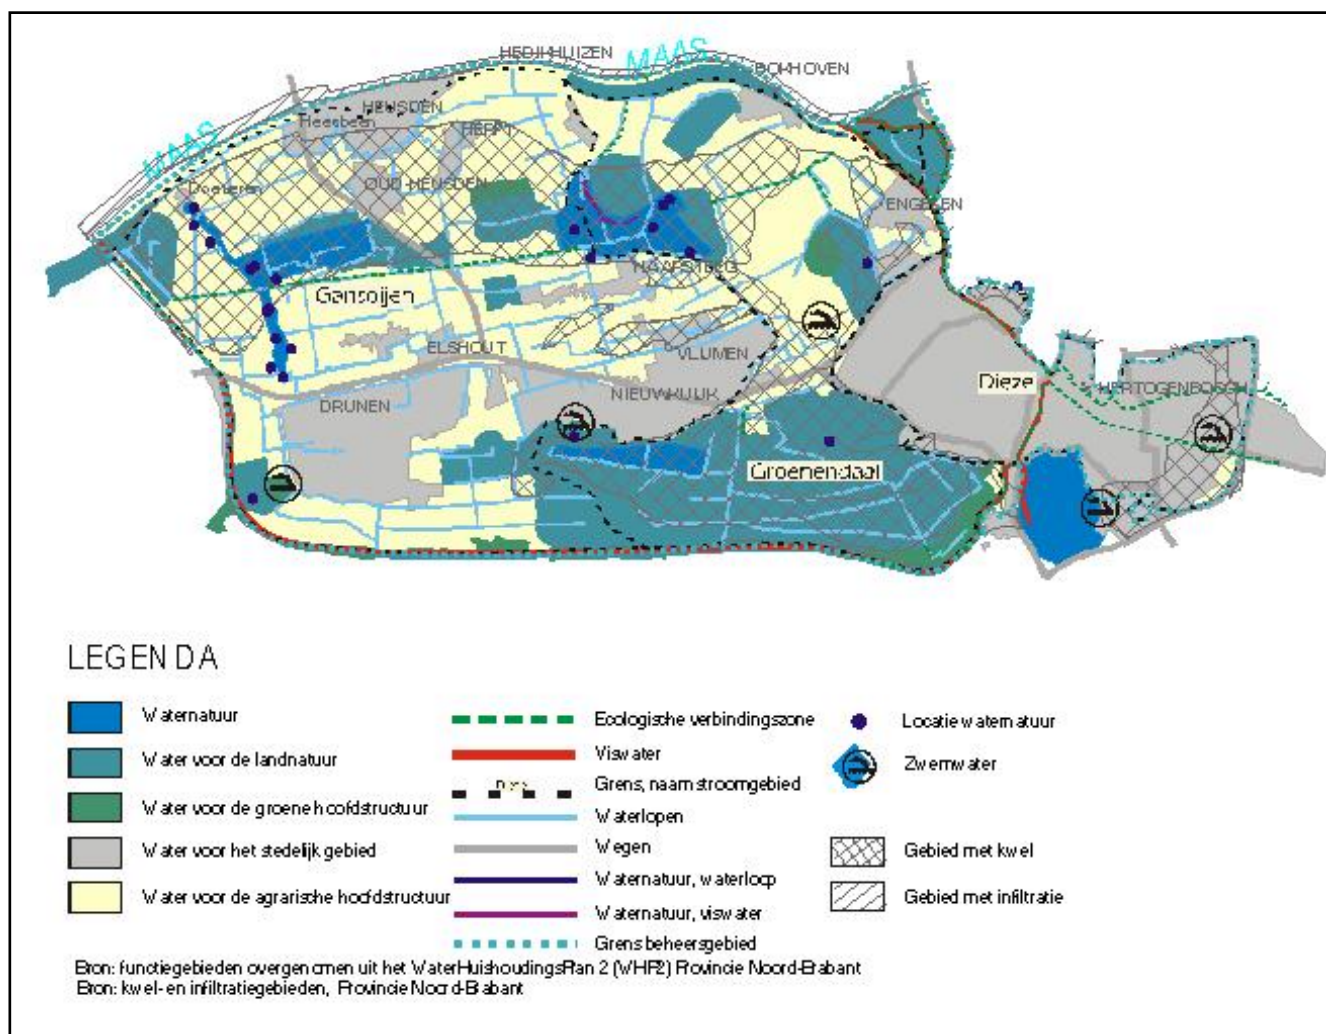 HEDIKHUIZEN
MAAS
BOKHOVEN
HEUSDEN
Heesbeen
HERPT
MAAS
Doeveren
OUD-HEUSDEN
ENGELEN
HAARSTEEG
Gansoijen
ELSHOUT
VLIJMEN
Dieze
HERTOGENBOSCH
DRUNEN
NIEUWKUIJK
Groenendaal
LEGENDA
Waternatuur
Water voor de landnatuur
Water voor de groene hoofdstructuur
Water voor het stedelijk gebied
Water voor de agrarische hoofdstructuur
Ecologische verbindingszone
Viswater
Grens, naam stroomgebied
Waterlopen
Wegen
Waternatuur, waterloop
Waternatuur, viswater
Grens beheersgebied
Locatie waternatuur
Zwemwater
Gebied met kwel
Gebied met infiltratie
Bron: functiegebieden overgenomen uit het WaterHuishoudingsPlan 2 (WHP2) Provincie Noord-Brabant
Bron: kwel- en infiltratiegebieden, Provincie Noord-Brabant